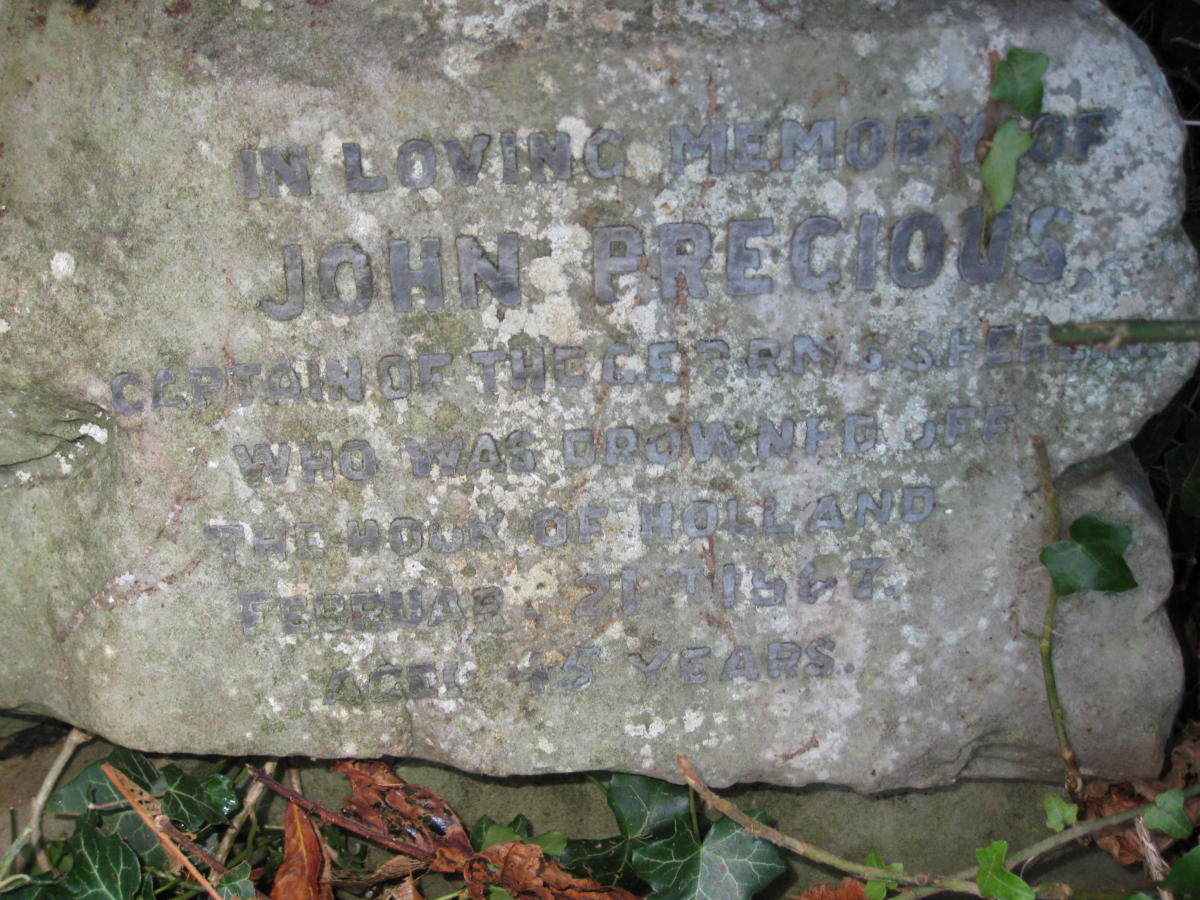 IN LOVING MEMORY OF
JOHN PRECIOUS,
CAPTAIN OF THE G.E.R. R.M.S.S.
WHO WAS DROWNED OFF
THE HOOK OF HOLLAND
FEBRUARY 21ST
AGED 45 YEARS.